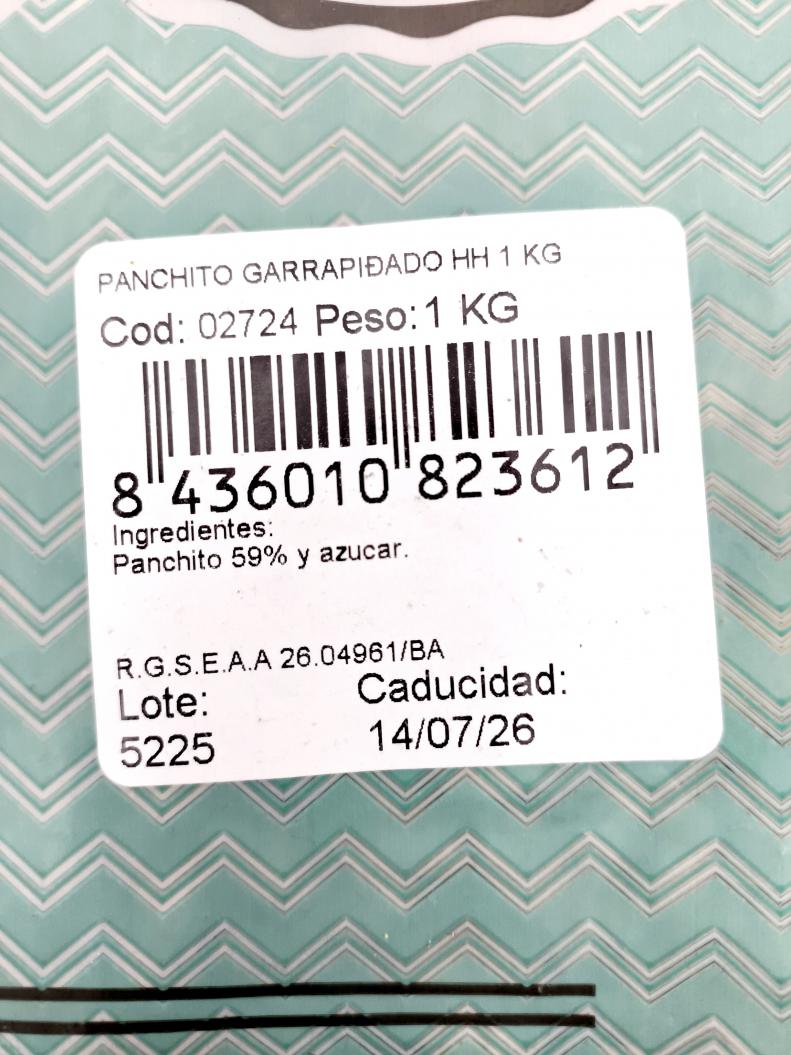 PANCHITO GARRAPIÐADO HH 1 KG
Cod: 02724 Peso: 1 KG
8 436010 823612
Ingredientes:
Panchito 59% y azucar.
R.G.S.E.A.A 26.04961/BA
Lote: Caducidad:
5225 14/07/26